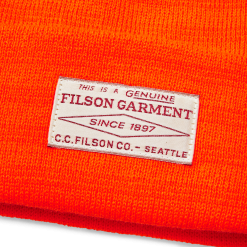 THIS IS A GENUINE
FILSON GARMENT
SINCE 1897
C.C. FILSON CO. – SEATTLE